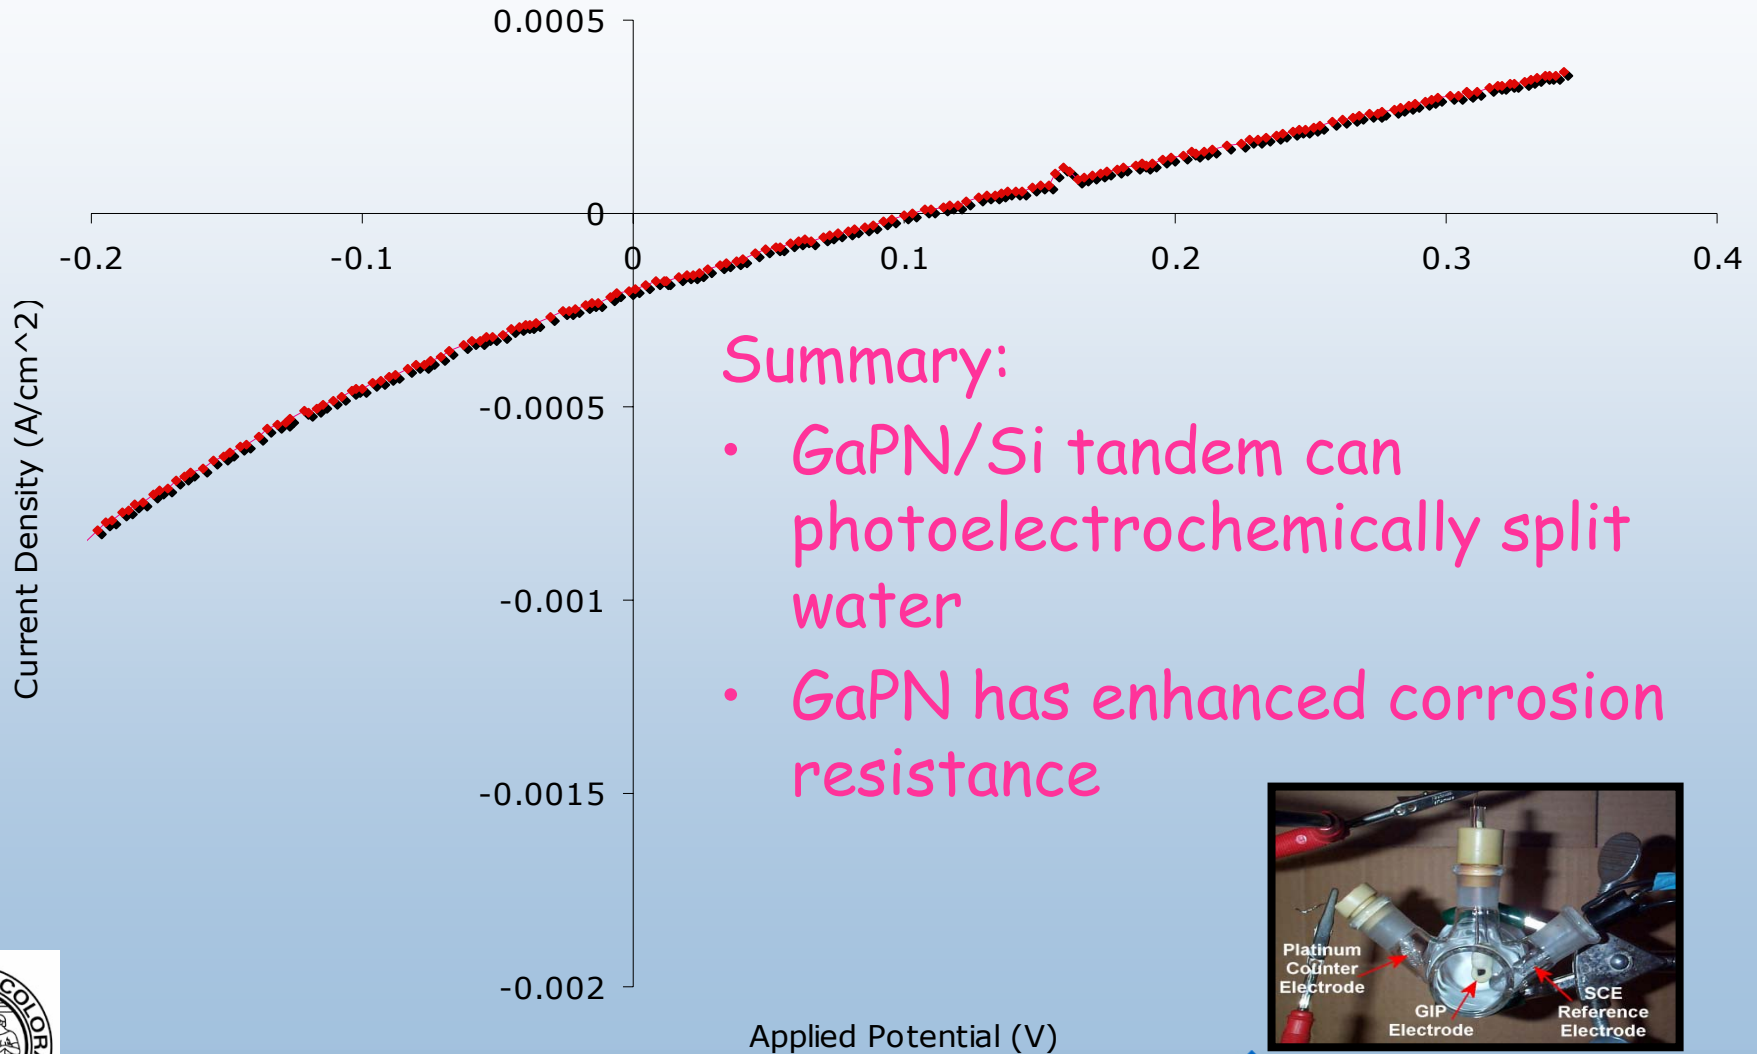 0.0005
0
-0.2
-0.1
0
0.1
0.2
0.3
0.4
Current Density (A/cm^2)
-0.0005
-0.001
-0.0015
-0.002
Applied Potential (V)
Summary:
• GaPN/Si tandem can
photoelectrochemically split
water
• GaPN has enhanced corrosion
resistance
Platinum
Counter
Electrode
GIP
Electrode
SCE
Reference
Electrode